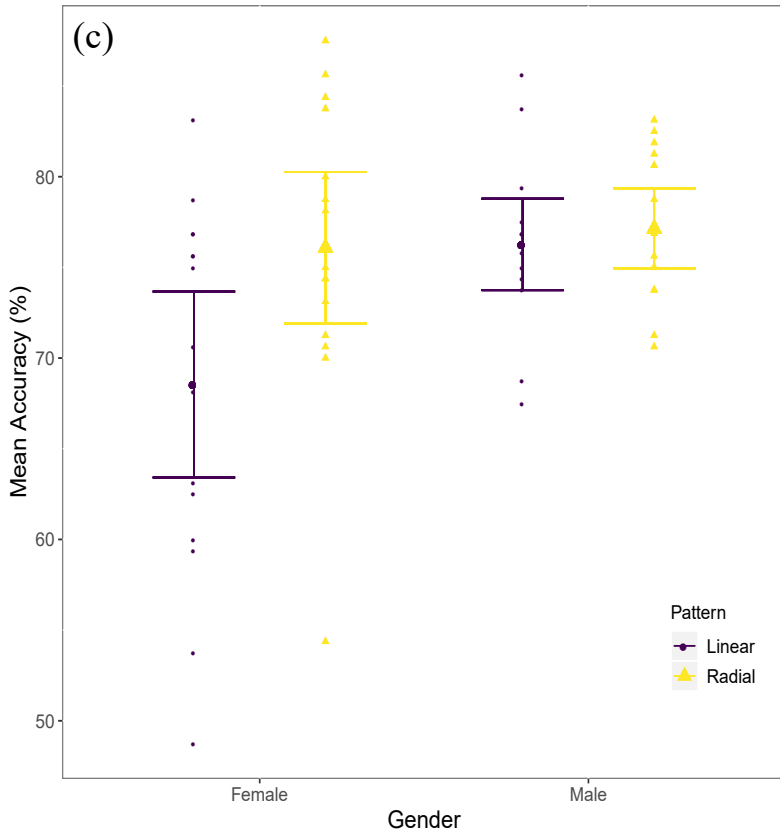 (c)
80
70
60
50
Mean Accuracy (%)
Pattern
Linear
Radial
Female
Male
Gender